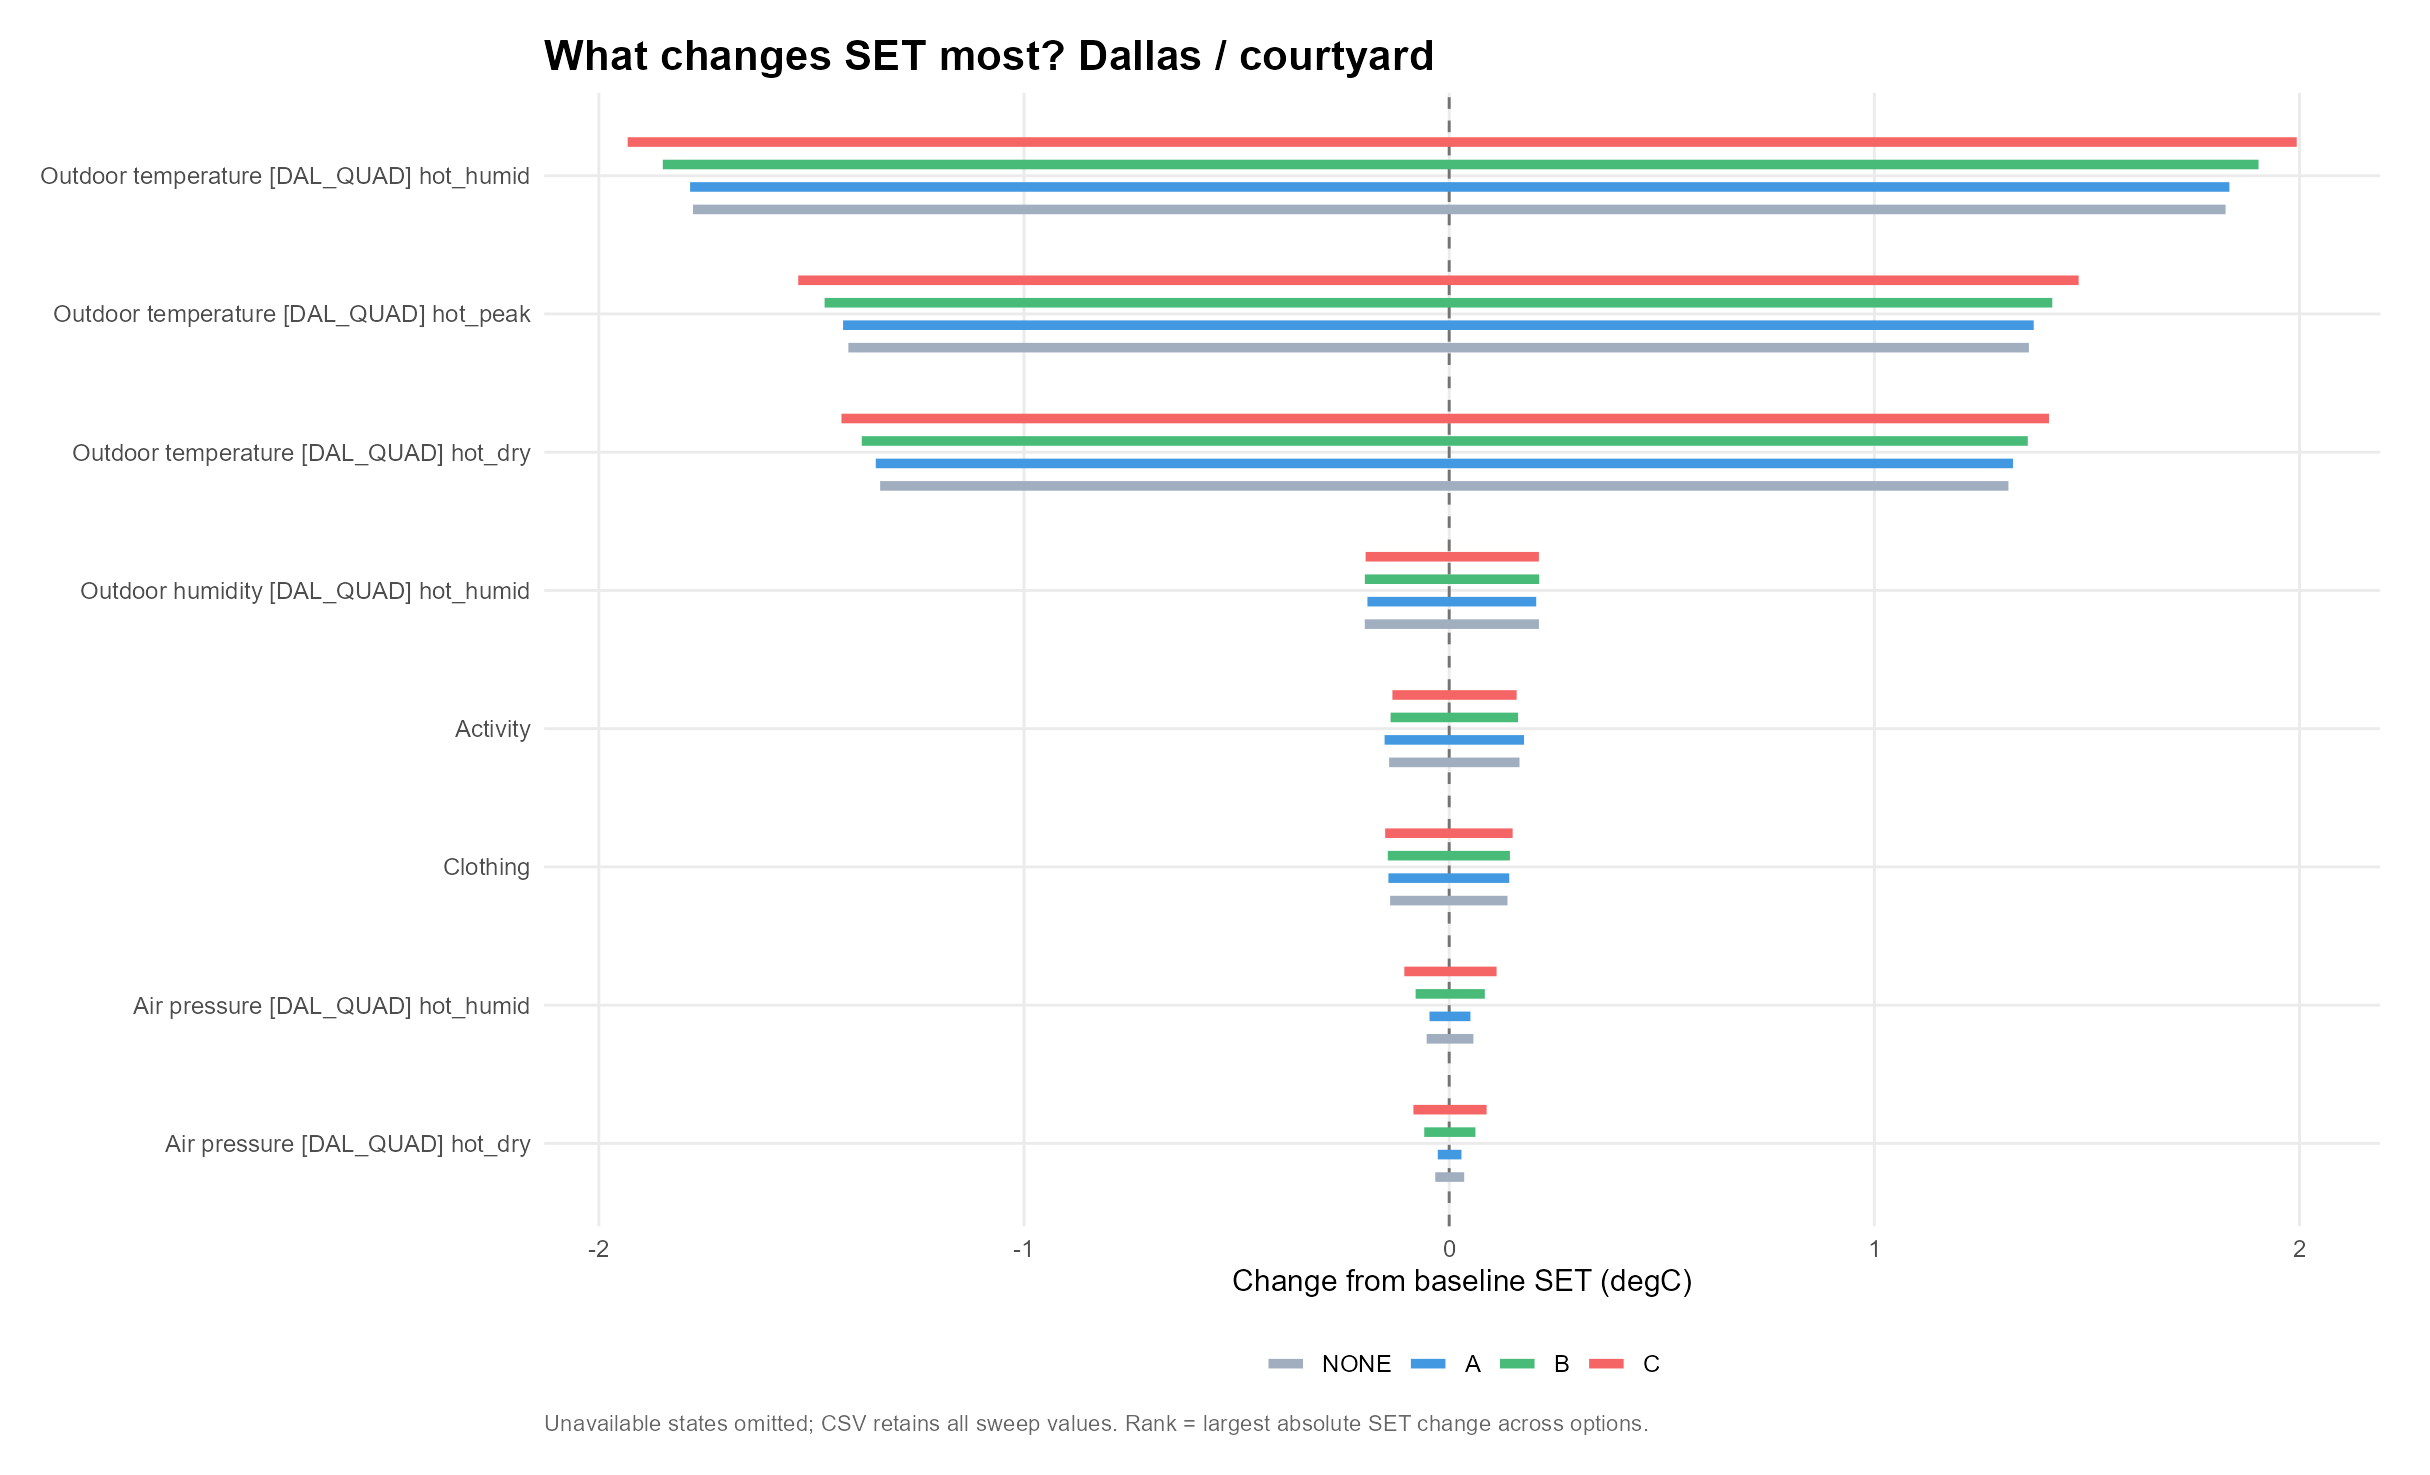 What changes SET most? Dallas / courtyard
Outdoor temperature [DAL_QUAD] hot_humid
Outdoor temperature [DAL_QUAD] hot_peak
Outdoor temperature [DAL_QUAD] hot_dry
Outdoor humidity [DAL_QUAD] hot_humid
Activity
Clothing
Air pressure [DAL_QUAD] hot_humid
Air pressure [DAL_QUAD] hot_dry
-2 -1 0 1 2
Change from baseline SET (degC)
NONE A B C
Unavailable states omitted; CSV retains all sweep values. Rank = largest absolute SET change across options.